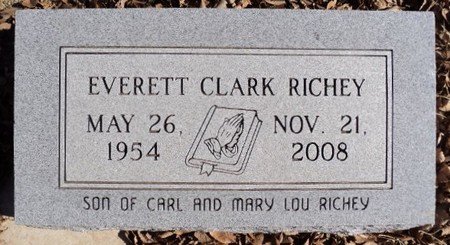 EVERETT CLARK RICHEY
MAY 26, NOV. 21,
1954 2008
SON OF CARL AND MARY LOU RICHEY